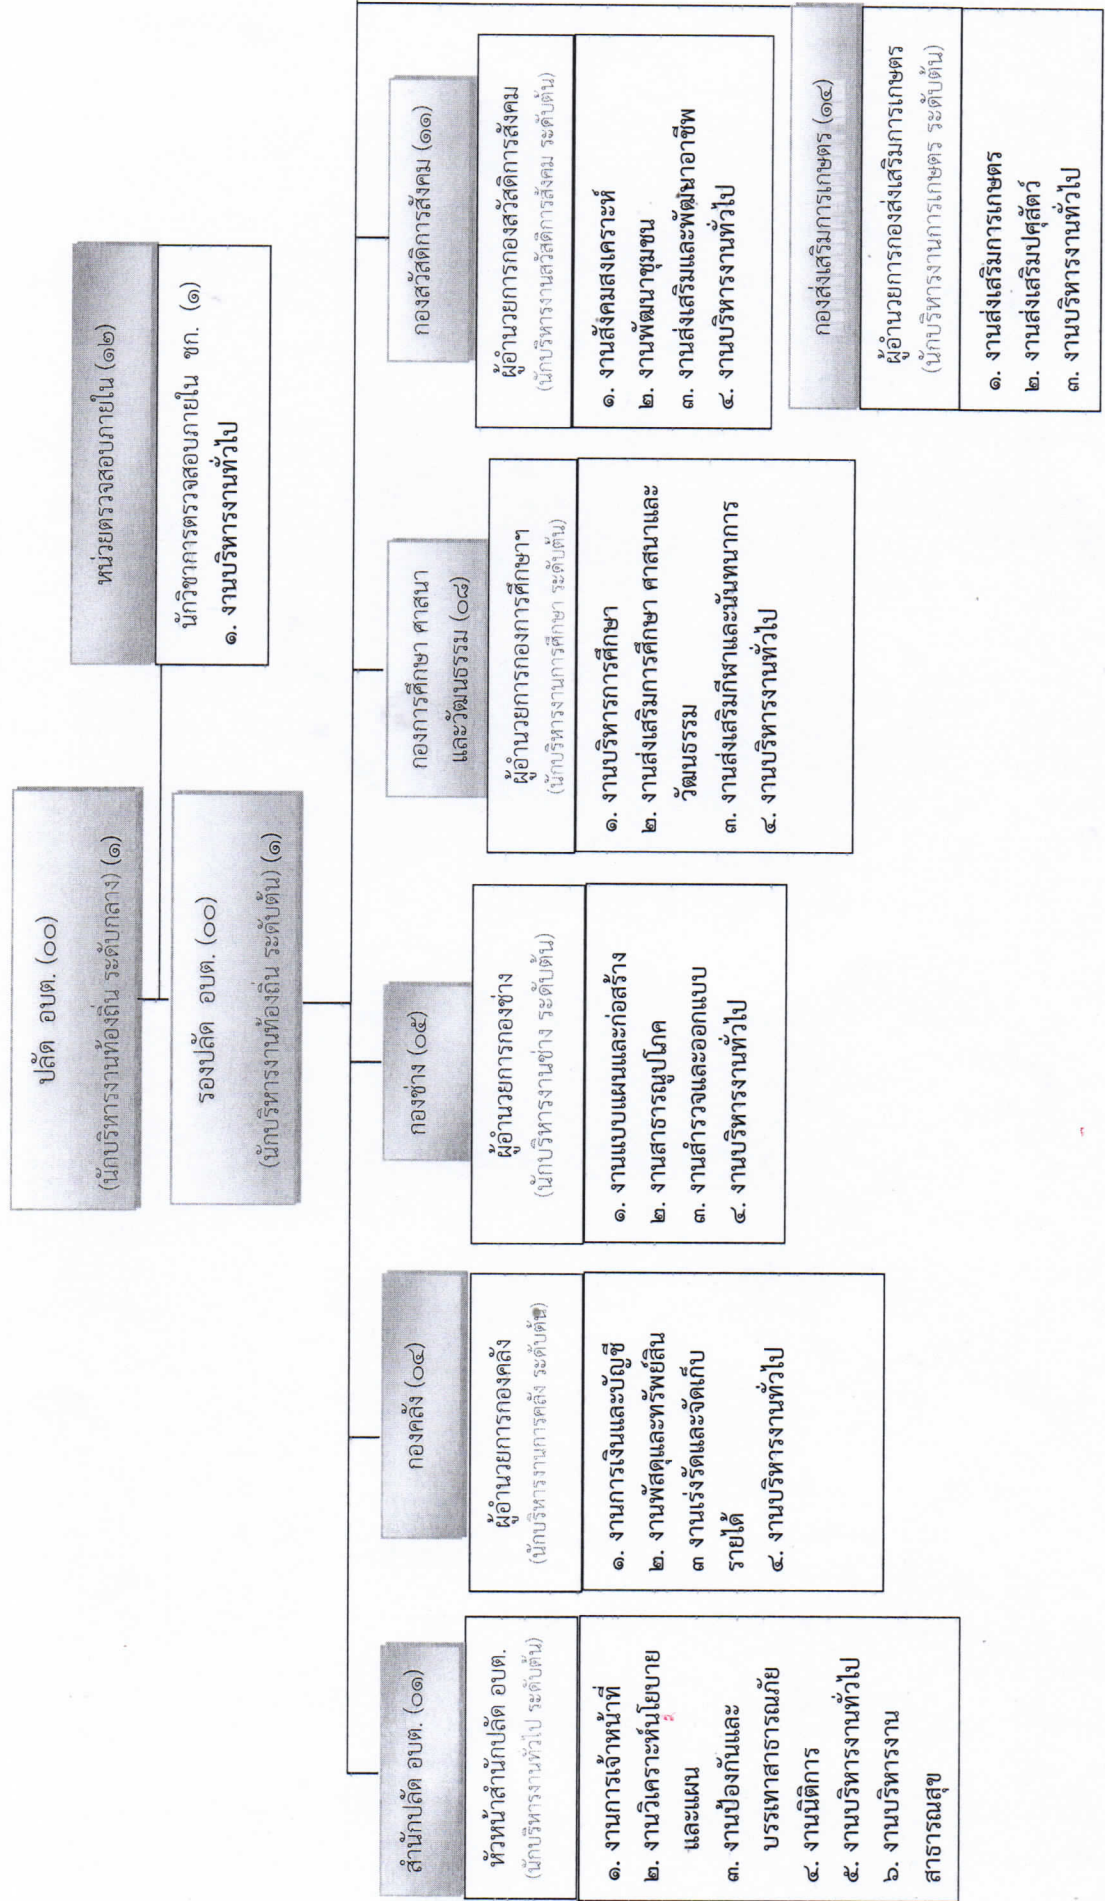 ปลัด อบต. (๐๐)
(นักบริหารงานท้องถิ่น ระดับกลาง) (๑)
หน่วยตรวจสอบภายใน (๑๒)
นักวิชาการตรวจสอบภายใน ชก. (๑)
๑. งานบริหารงานทั่วไป
รองปลัด อบต. (๐๐)
(นักบริหารงานท้องถิ่น ระดับต้น) (๑)
สำนักปลัด อบต. (๐๑)
หัวหน้าสำนักปลัด อบต.
(นักบริหารงานทั่วไป ระดับต้น)
๑. งานการเจ้าหน้าที่
๒. งานวิเคราะห์นโยบาย
และแผน
๓. งานป้องกันและ
บรรเทาสาธารณภัย
๔. งานนิติการ
๕. งานบริหารงานทั่วไป
๖. งานบริหารงาน
สาธารณสุข
กองคลัง (๐๔)
ผู้อำนวยการกองคลัง
(นักบริหารงานการคลัง ระดับต้น)
๑. งานการเงินและบัญชี
๒. งานพัสดุและทรัพย์สิน
๓ งานเร่งรัดและจัดเก็บ
รายได้
๔. งานบริหารงานทั่วไป
กองช่าง (๐๕)
ผู้อำนวยการกองช่าง
(นักบริหารงานช่าง ระดับต้น)
๑. งานแบบแผนและก่อสร้าง
๒. งานสาธารณูปโภค
๓. งานสำรวจและออกแบบ
๔. งานบริหารงานทั่วไป
กองการศึกษา ศาสนา
และวัฒนธรรม (๐๘)
ผู้อำนวยการกองการศึกษาฯ
(นักบริหารงานการศึกษา ระดับต้น)
๑. งานบริหารการศึกษา
๒. งานส่งเสริมการศึกษา ศาสนาและ
วัฒนธรรม
๓. งานส่งเสริมกีฬาและนันทนาการ
๔. งานบริหารงานทั่วไป
กองสวัสดิการสังคม (๑๑)
ผู้อำนวยการกองสวัสดิการสังคม
(นักบริหารงานสวัสดิการสังคม ระดับต้น)
๑. งานสังคมสงเคราะห์
๒. งานพัฒนาชุมชน
๓. งานส่งเสริมและพัฒนาอาชีพ
๔. งานบริหารงานทั่วไป
กองส่งเสริมการเกษตร (๑๔)
ผู้อำนวยการกองส่งเสริมการเกษตร
(นักบริหารงานการเกษตร ระดับต้น)
๑. งานส่งเสริมการเกษตร
๒. งานส่งเสริมปศุสัตว์
๓. งานบริหารงานทั่วไป